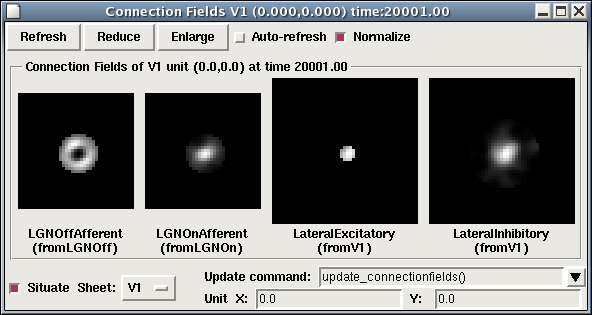 Connection Fields V1 (0.000,0.000) time:20001.00
Refresh Reduce Enlarge Auto-refresh Normalize
Connection Fields of V1 unit (0.0,0.0) at time 20001.00
LGNOffAfferent LGNOnAfferent LateralExcitatory LateralInhibitory
(fromLGNOff) (fromLGNOn) (fromV1) (fromV1)
Update command: update_connectionfields()
Situate Sheet: V1
Unit X: 0.0 Y: 0.0